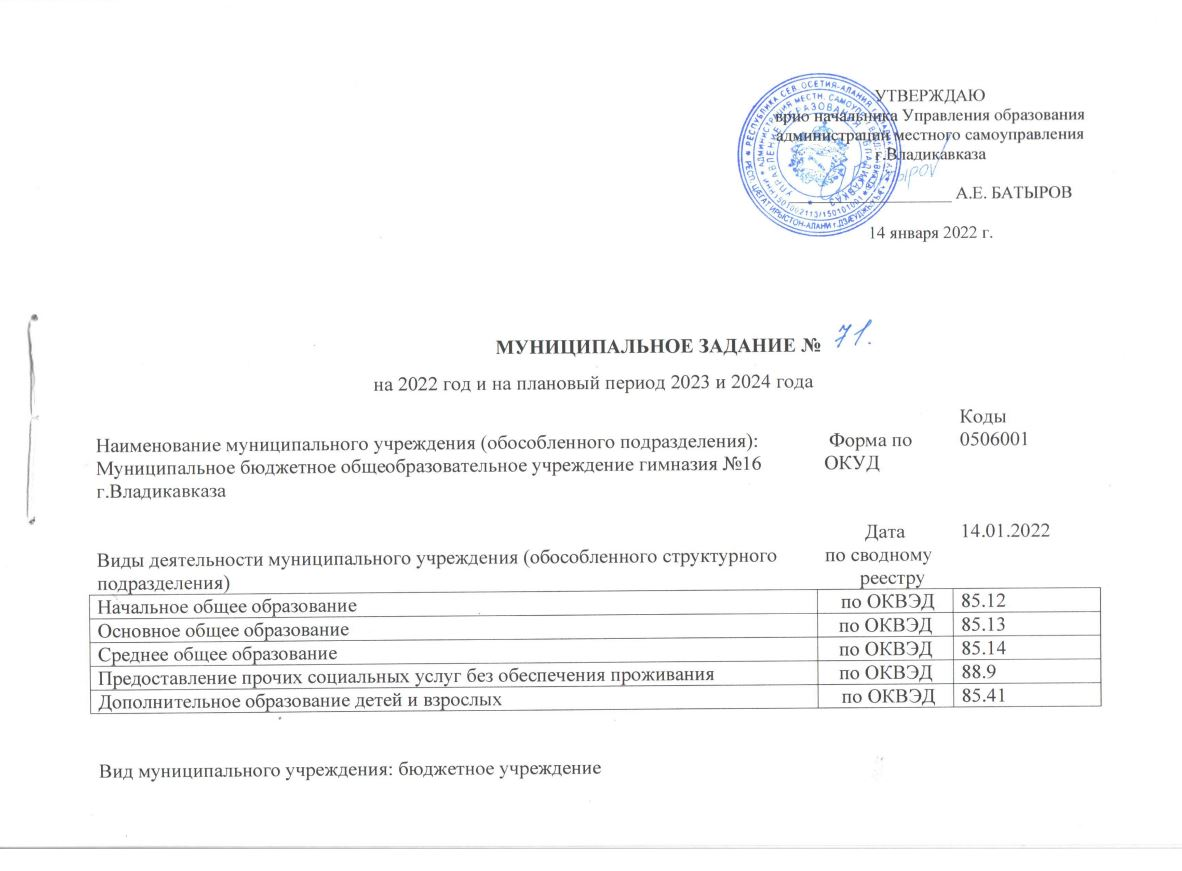 УТВЕРЖДАЮ
врио начальника Управления образования
администрации местного самоуправления
г.Владикавказа
А.Е. БАТЫРОВ
14 января 2022 г.
МУНИЦИПАЛЬНОЕ ЗАДАНИЕ № 71.
на 2022 год и на плановый период 2023 и 2024 года
Коды
Наименование муниципального учреждения (обособленного подразделения): Форма по 0506001
Муниципальное бюджетное общеобразовательное учреждение гимназия №16 ОКУД
г.Владикавказа
Дата 14.01.2022
Виды деятельности муниципального учреждения (обособленного структурного по сводному
подразделения) реестру
Начальное общее образование по ОКВЭД 85.12
Основное общее образование по ОКВЭД 85.13
Среднее общее образование по ОКВЭД 85.14
Предоставление прочих социальных услуг без обеспечения проживания по ОКВЭД 88.9
Дополнительное образование детей и взрослых по ОКВЭД 85.41
Вид муниципального учреждения: бюджетное учреждение